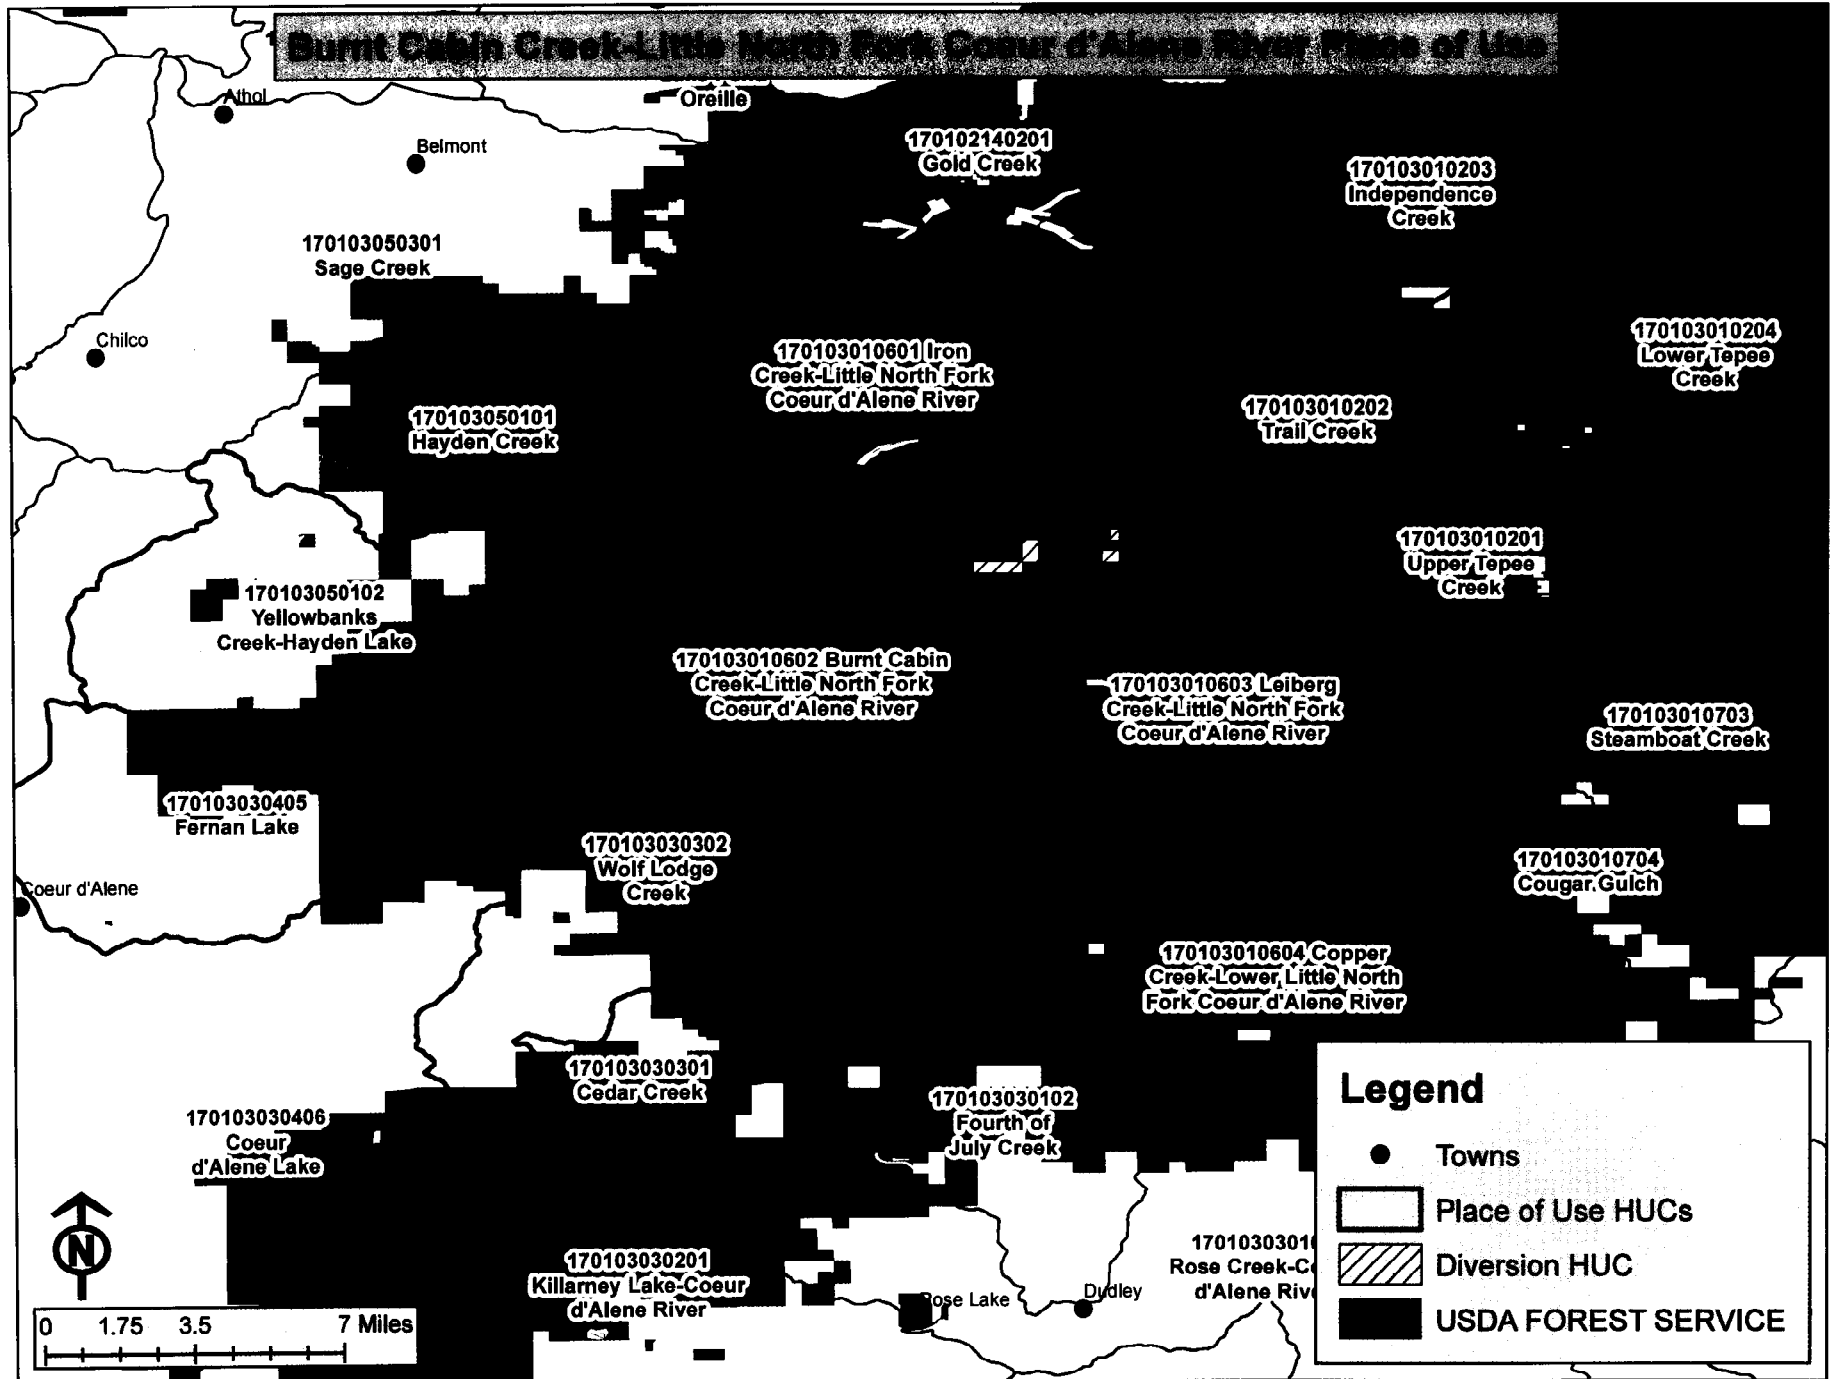 Burnt Cabin Creek-Little North Fork Coeur d'Alene River Place of Use
Athol
Oreille
Belmont
170102140201
Gold Creek
170103010203
Independence
Creek
170103050301
Sage Creek
Chilco
170103010601 Iron
Creek-Little North Fork
Coeur d'Alene River
170103010204
Lower Tepee
Creek
170103050101
Hayden Creek
170103010202
Trail Creek
170103010201
Upper Tepee
Creek
170103050102
Yellowbanks
Creek-Hayden Lake
170103010602 Burnt Cabin
Creek-Little North Fork
Coeur d'Alene River
170103010603 Leiberg
Creek-Little North Fork
Coeur d'Alene River
170103010703
Steamboat Creek
170103030405
Fernan Lake
170103030302
Wolf Lodge
Creek
170103010704
Cougar Gulch
Coeur d'Alene
170103010604 Copper
Creek-Lower Little North
Fork Coeur d'Alene River
170103030301
Cedar Creek
170103030102
Fourth of
July Creek
170103030406
Coeur
d'Alene Lake
170103030201
Killarney Lake-Coeur
d'Alene River
Rose Lake
Dudley
17010303010
Rose Creek-Co
d'Alene Rive
Legend
Towns
Place of Use HUCs
Diversion HUC
USDA FOREST SERVICE
N
0 1.75 3.5 7 Miles